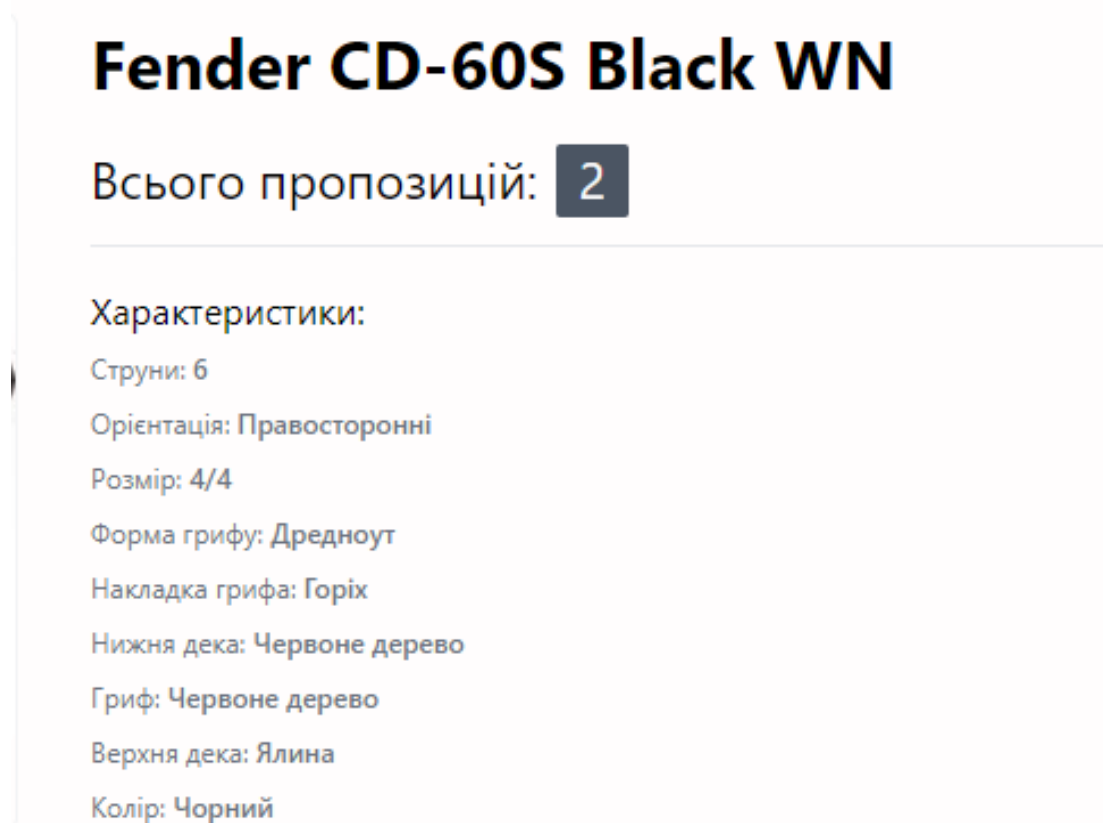 Fender CD-60S Black WN
Всього пропозицій: 2
Характеристики:
Струни: 6
Орієнтація: Правосторонні
Розмір: 4/4
Форма грифу: Дредноут
Накладка грифа: Горіх
Нижня дека: Червоне дерево
Гриф: Червоне дерево
Верхня дека: Ялина
Колір: Чорний